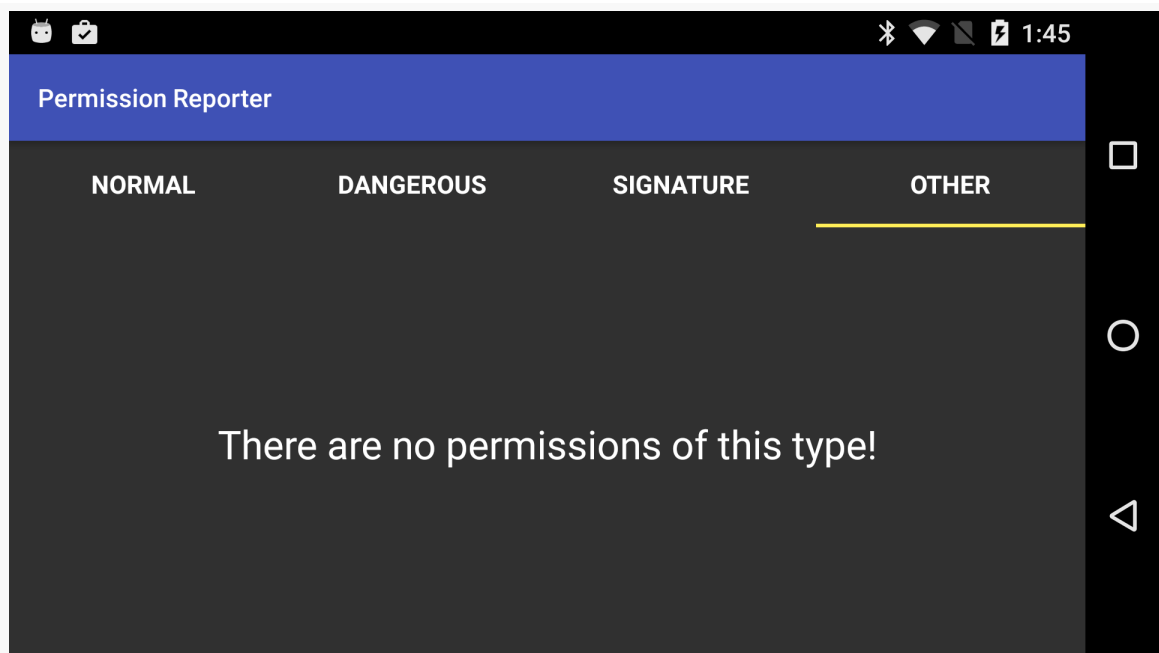 1:45
Permission Reporter
NORMAL DANGEROUS SIGNATURE OTHER
There are no permissions of this type!